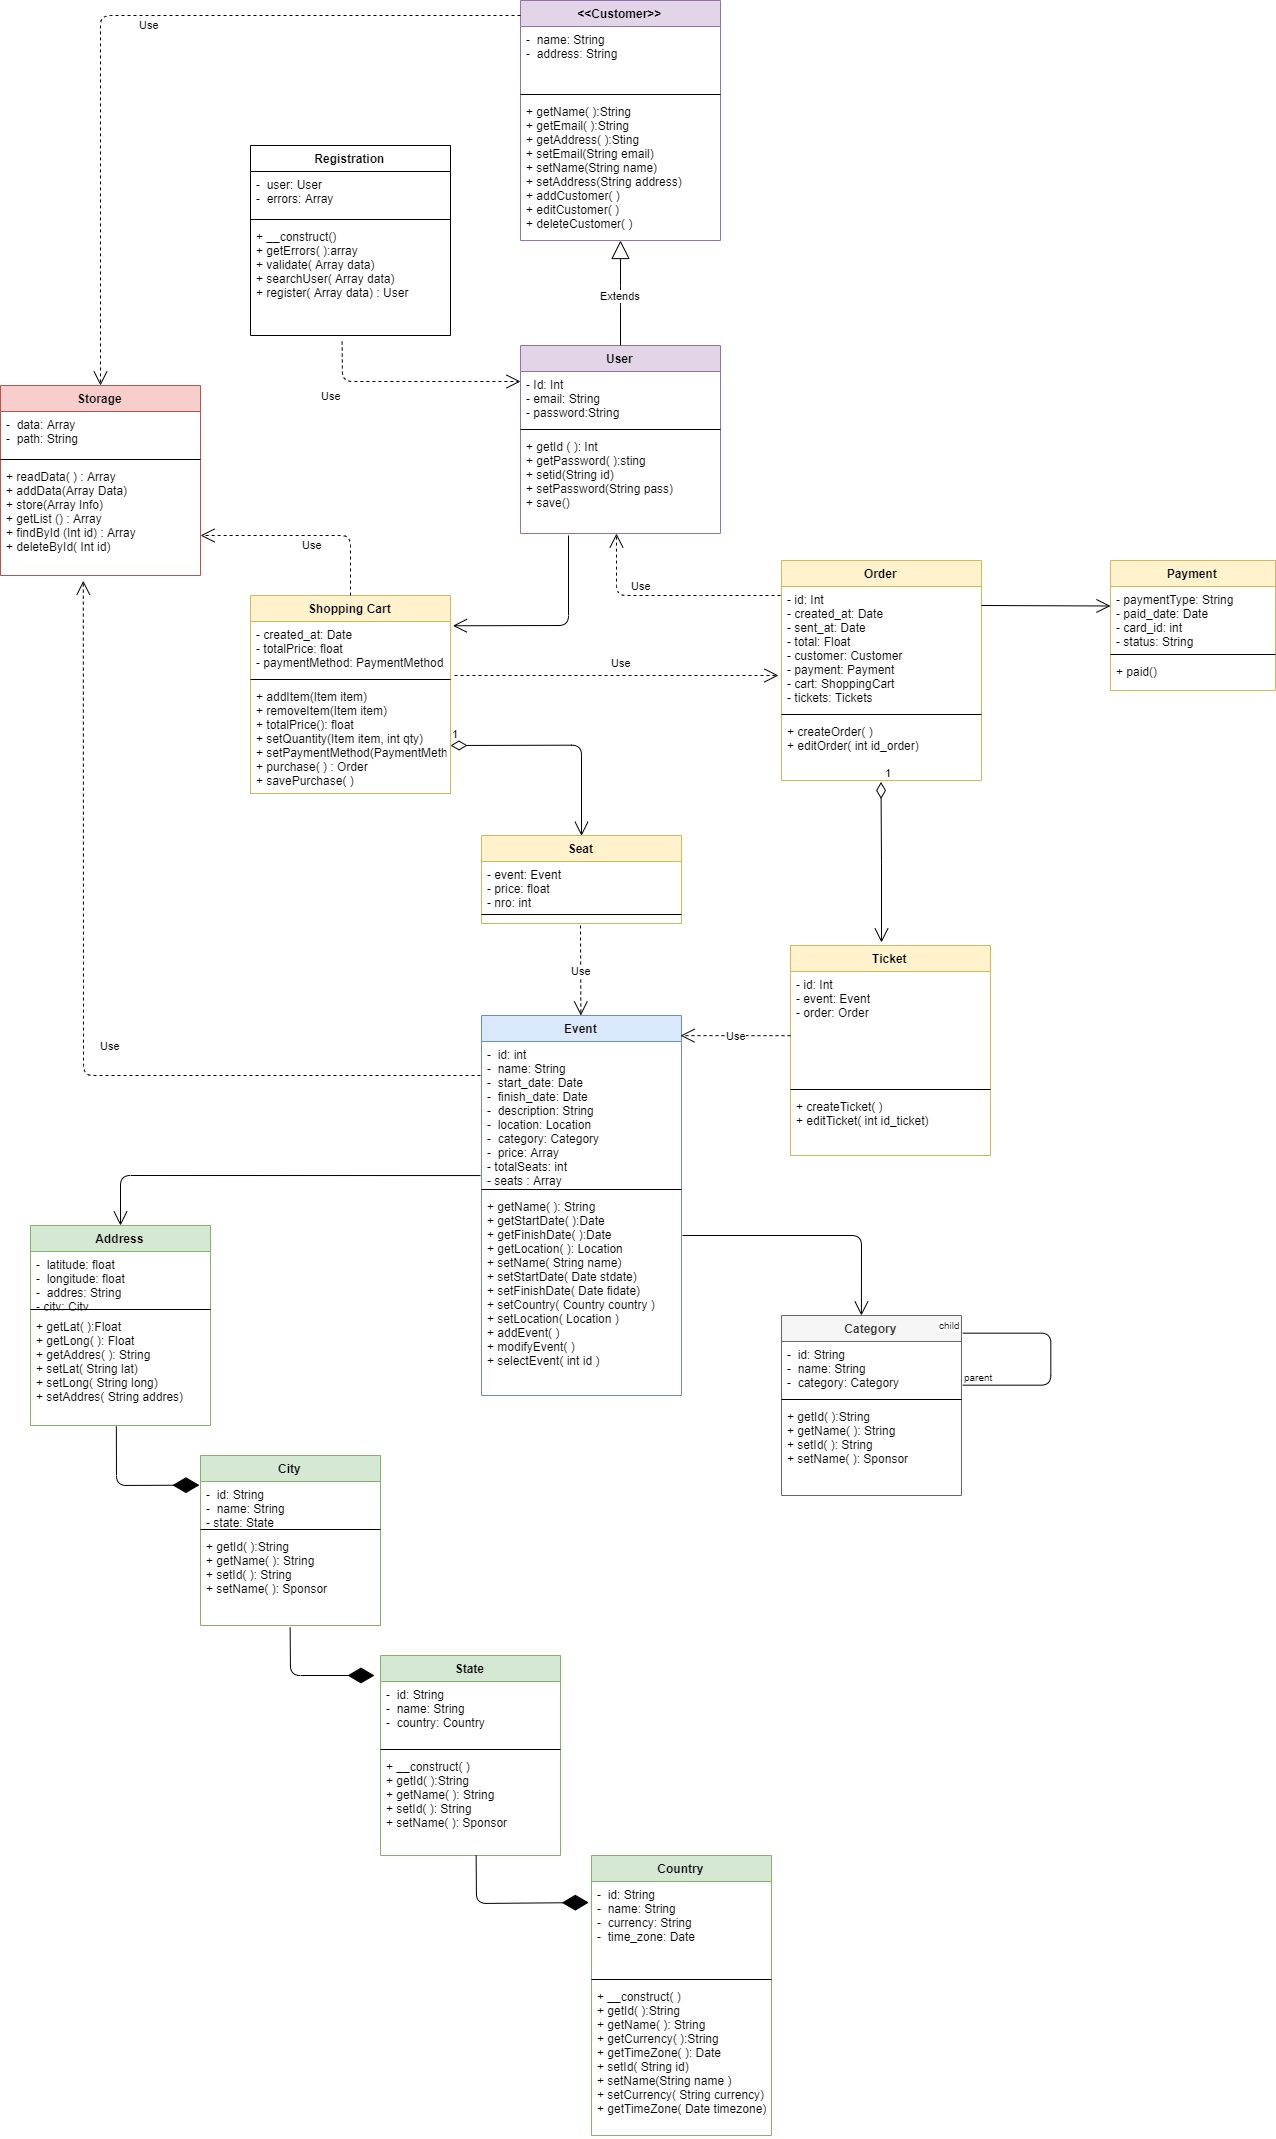 <<Customer>>
- name: String
- address: String
+ getName( ):String
+ getEmail( ):String
+ getAddress( ):Sting
+ setEmail(String email)
+ setName(String name)
+ setAddress(String address)
+ addCustomer( )
+ editCustomer( )
+ deleteCustomer( )
Use
Registration
- user: User
- errors: Array
+ __construct()
+ getErrors( ):array
+ validate( Array data)
+ searchUser( Array data)
+ register( Array data) : User
Extends
Use
User
- Id: Int
- email: String
- password:String
+ getId ( ): Int
+ getPassword( ):sting
+ setid(String id)
+ setPassword(String pass)
+ save()
Storage
- data: Array
- path: String
+ readData( ) : Array
+ addData(Array Data)
+ store(Array Info)
+ getList () : Array
+ findById (Int id) : Array
+ deleteById( Int id)
Use
Use
Shopping Cart
- created_at: Date
- totalPrice: float
- paymentMethod: PaymentMethod
+ addItem(Item item)
+ removeItem(Item item)
+ totalPrice(): float
+ setQuantity(Item item, int qty)
+ setPaymentMethod(PaymentMeth
+ purchase( ) : Order
+ savePurchase( )
1
Use
Order
- id: Int
- created_at: Date
- sent_at: Date
- total: Float
- customer: Customer
- payment: Payment
- cart: ShoppingCart
- tickets: Tickets
+ createOrder( )
+ editOrder( int id_order)
1
Payment
- paymentType: String
- paid_date: Date
- card_id: int
- status: String
+ paid()
Seat
- event: Event
- price: float
- nro: int
Use
Ticket
- id: Int
- event: Event
- order: Order
+ createTicket( )
+ editTicket( int id_ticket)
Use
Use
Event
- id: int
- name: String
- start_date: Date
- finish_date: Date
- description: String
- location: Location
- category: Category
- price: Array
- totalSeats: int
- seats : Array
+ getName( ): String
+ getStartDate( ):Date
+ getFinishDate( ):Date
+ getLocation( ): Location
+ setName( String name)
+ setStartDate( Date stdate)
+ setFinishDate( Date fidate)
+ setCountry( Country country )
+ setLocation( Location )
+ addEvent( )
+ modifyEvent( )
+ selectEvent( int id )
Address
- latitude: float
- longitude: float
- addres: String
- city: City
+ getLat( ):Float
+ getLong( ): Float
+ getAddres( ): String
+ setLat( String lat)
+ setLong( String long)
+ setAddres( String addres)
Category
child
parent
- id: String
- name: String
- category: Category
+ getId( ):String
+ getName( ): String
+ setId( ): String
+ setName( ): Sponsor
City
- id: String
- name: String
- state: State
+ getId( ):String
+ getName( ): String
+ setId( ): String
+ setName( ): Sponsor
State
- id: String
- name: String
- country: Country
+ __construct( )
+ getId( ):String
+ getName( ): String
+ setId( ): String
+ setName( ): Sponsor
Country
- id: String
- name: String
- currency: String
- time_zone: Date
+ __construct( )
+ getId( ):String
+ getName( ): String
+ getCurrency( ):String
+ getTimeZone( ): Date
+ setId( String id)
+ setName(String name )
+ setCurrency( String currency)
+ getTimeZone( Date timezone)